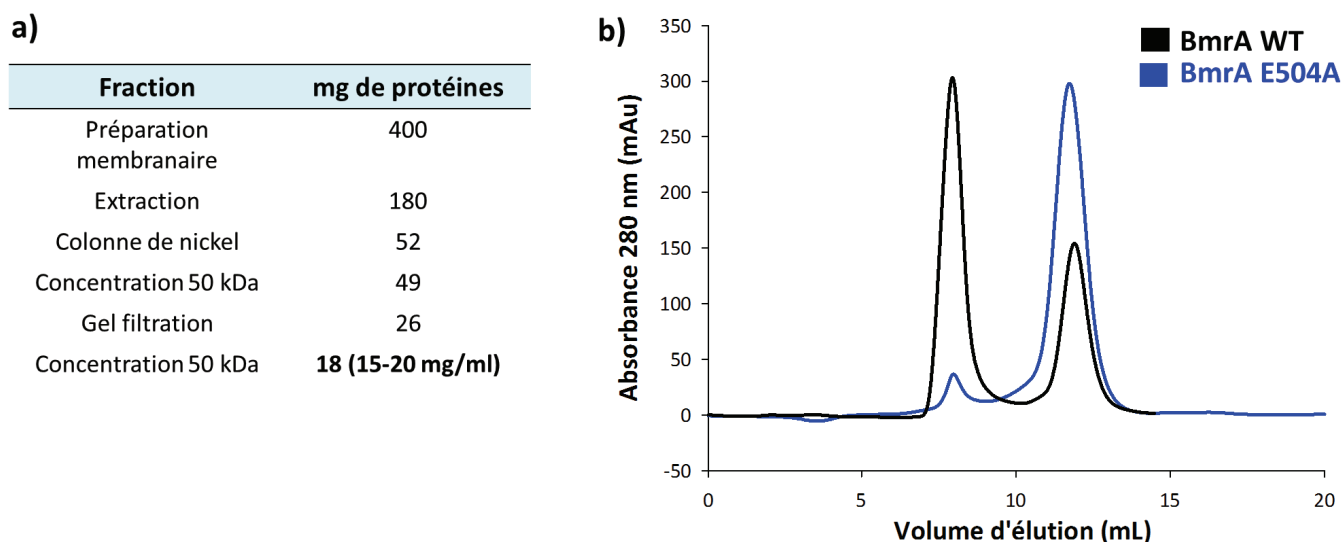 a)
Fraction mg de protéines
Préparation 400
membranaire
Extraction 180
Colonne de nickel 52
Concentration 50 kDa 49
Gel filtration 26
Concentration 50 kDa 18 (15-20 mg/ml)
b)
BmrA WT
BmrA E504A
Absorbance 280 nm (mAu)
350
300
250
200
150
100
50
0
-50
0 5 10 15 20
Volume d'élution (mL)